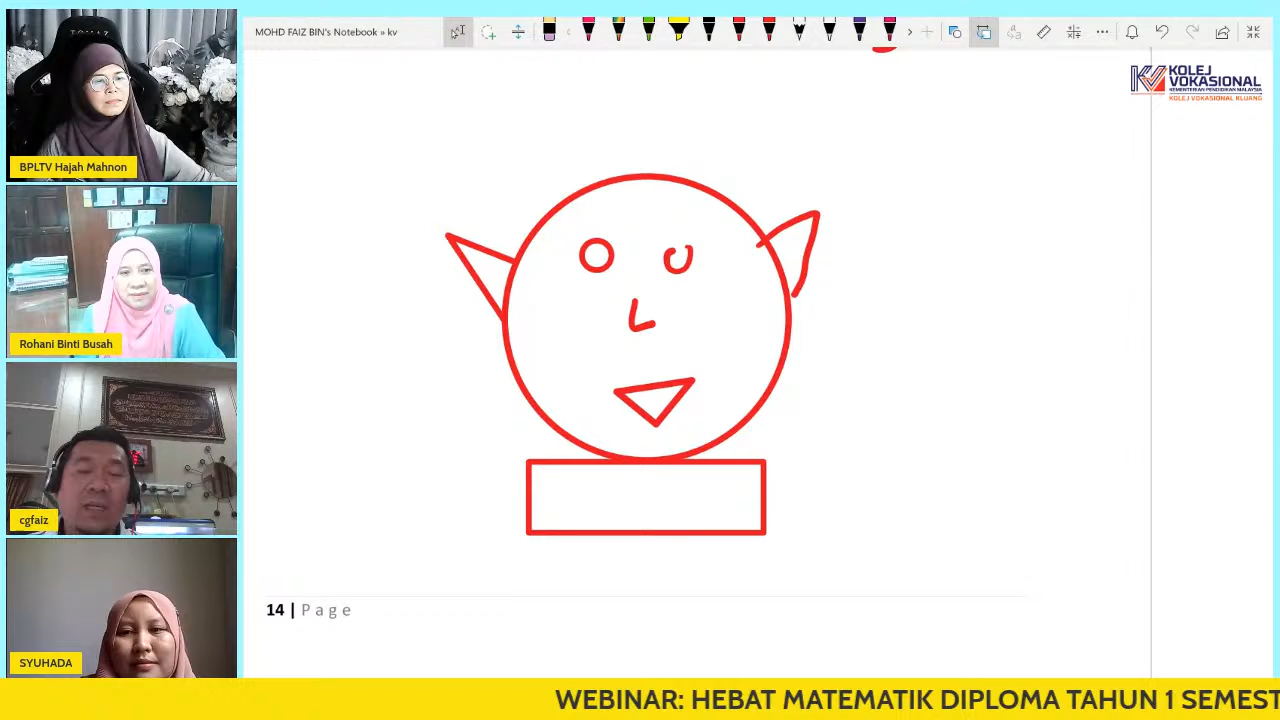 MOHD FAIZ BIN's Notebook » kv
KOLEJ
VOKASIONAL
KEMENTERIAN PENDIDIKAN MALAYSIA
KOLEJ VOKASIONAL KLUANG
BPLTV Hajah Mahnon
Rohani Binti Busah
cgfaiz
SYUHADA
14 | Page
WEBINAR: HEBAT MATEMATIK DIPLOMA TAHUN 1 SEMEST